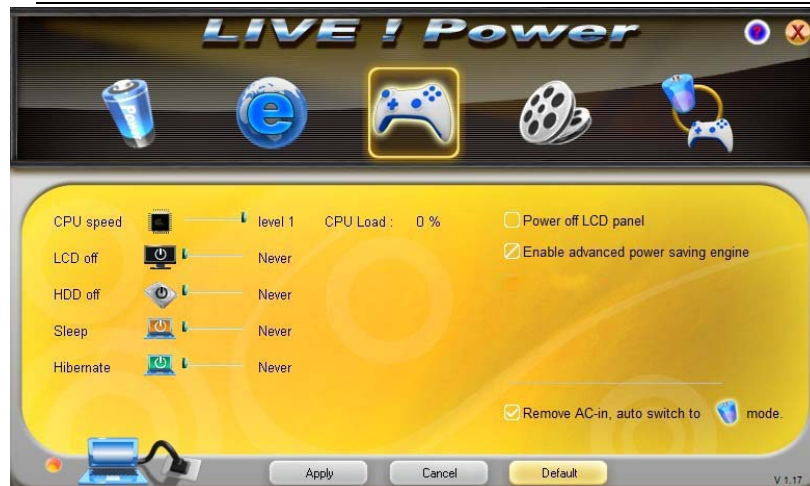 LIVE ! Power
Power
CPU speed level 1 CPU Load : 0 %
LCD off Never
HDD off Never
Sleep Never
Hibernate Never
Power off LCD panel
Enable advanced power saving engine
Remove AC-in, auto switch to mode.
Apply Cancel Default
V 1.17